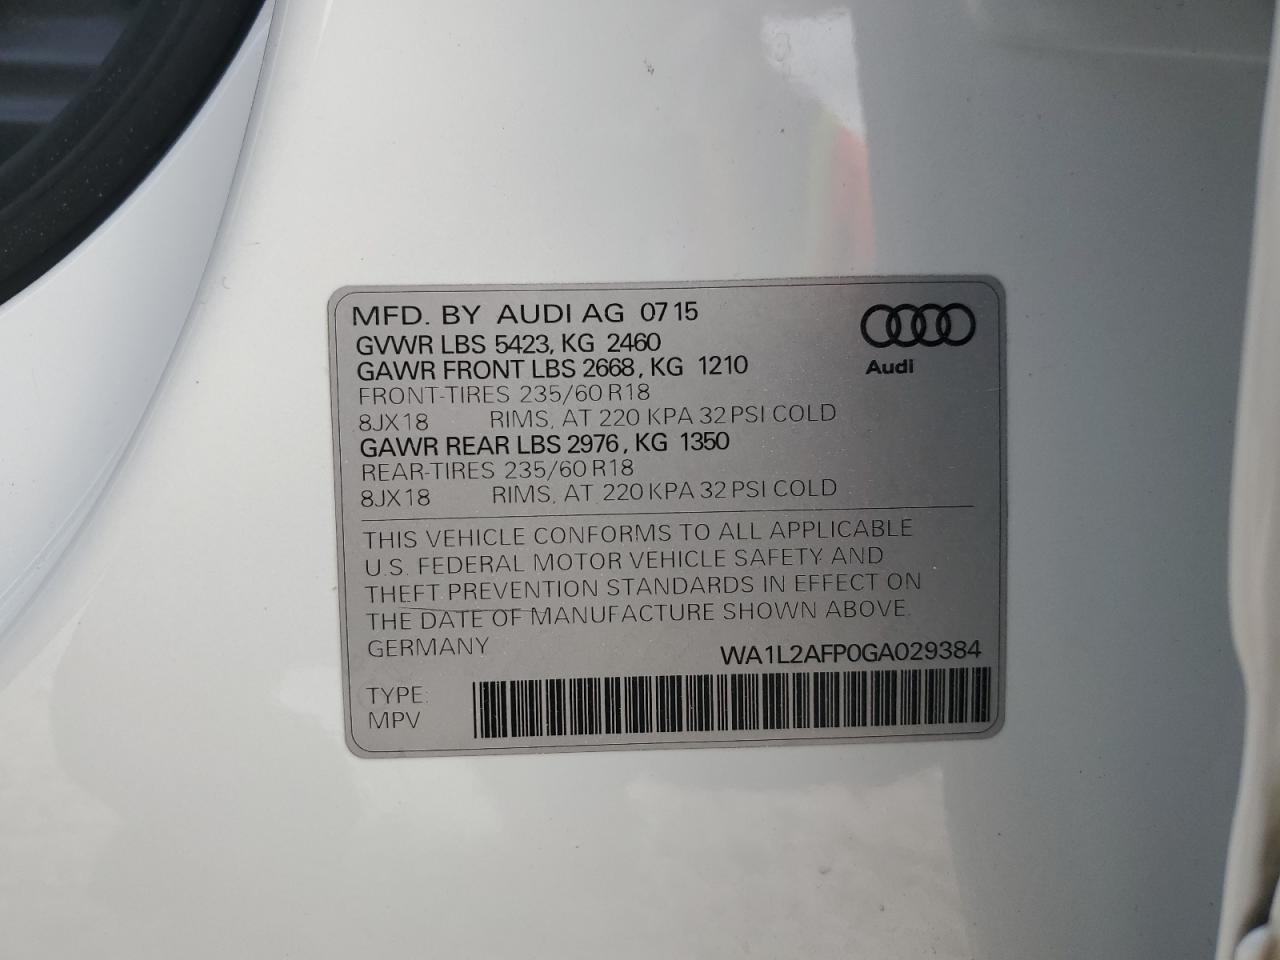 MFD. BY AUDI AG 0715
GVWR LBS 5423, KG 2460
GAWR FRONT LBS 2668, KG 1210
FRONT-TIRES 235/60 R18
8JX18 RIMS, AT 220 KPA 32 PSI COLD
GAWR REAR LBS 2976, KG 1350
REAR-TIRES 235/60 R18
8JX18 RIMS, AT 220 KPA 32 PSI COLD
Audi
THIS VEHICLE CONFORMS TO ALL APPLICABLE
U.S. FEDERAL MOTOR VEHICLE SAFETY AND
THEFT PREVENTION STANDARDS IN EFFECT ON
THE DATE OF MANUFACTURE SHOWN ABOVE.
GERMANY
WA1L2AFP0GA029384
TYPE:
MPV